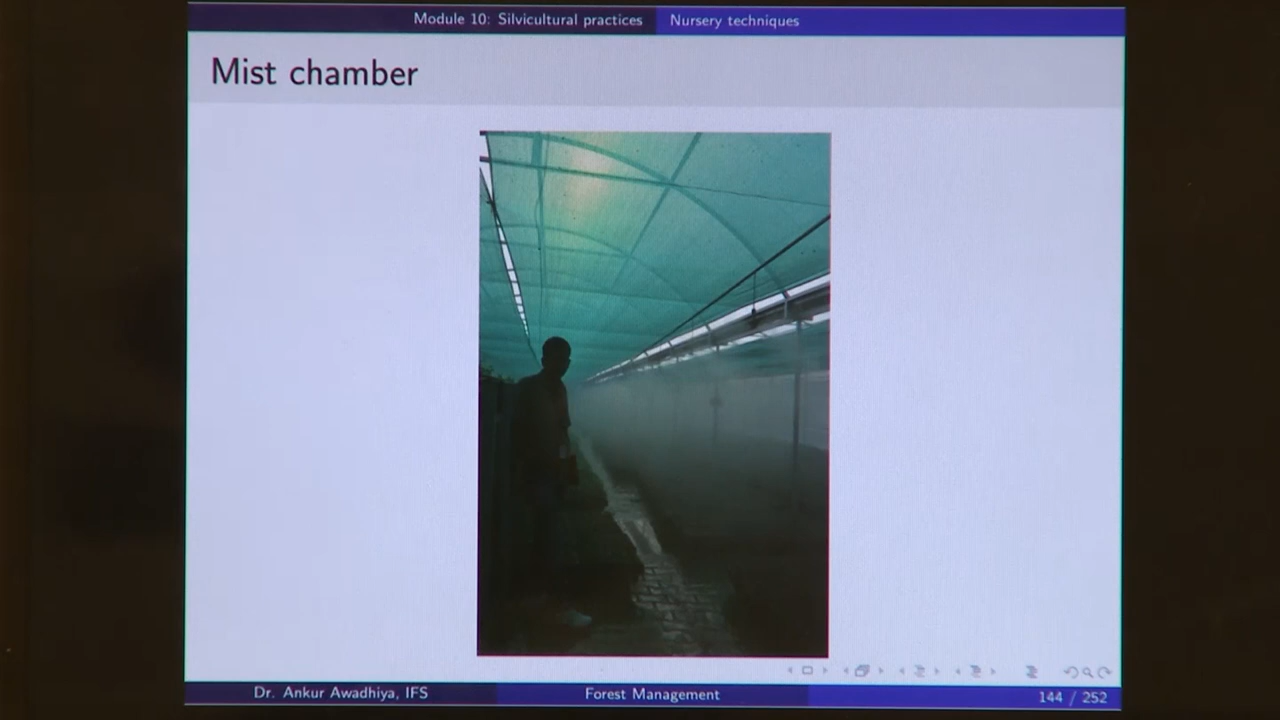 Module 10: Silvicultural practices Nursery techniques
Mist chamber
Dr. Ankur Awadhiya, IFS Forest Management 144 / 252